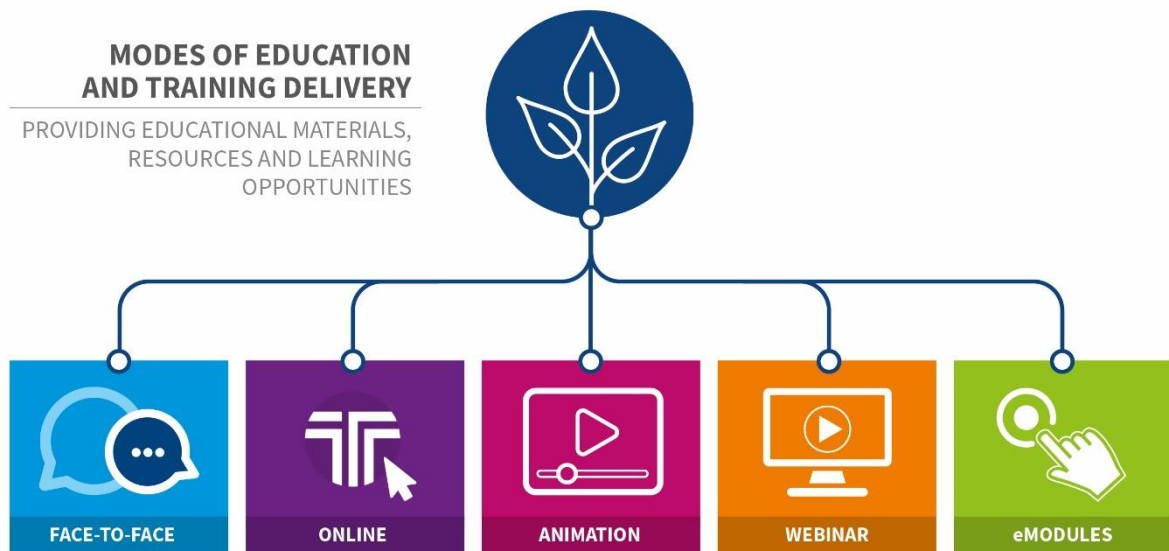 MODES OF EDUCATION
AND TRAINING DELIVERY
PROVIDING EDUCATIONAL MATERIALS,
RESOURCES AND LEARNING
OPPORTUNITIES
FACE-TO-FACE
ONLINE
ANIMATION
WEBINAR
eMODULES